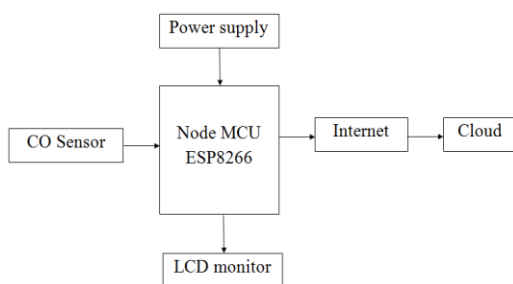 Power supply
CO Sensor
Node MCU
ESP8266
Internet
Cloud
LCD monitor